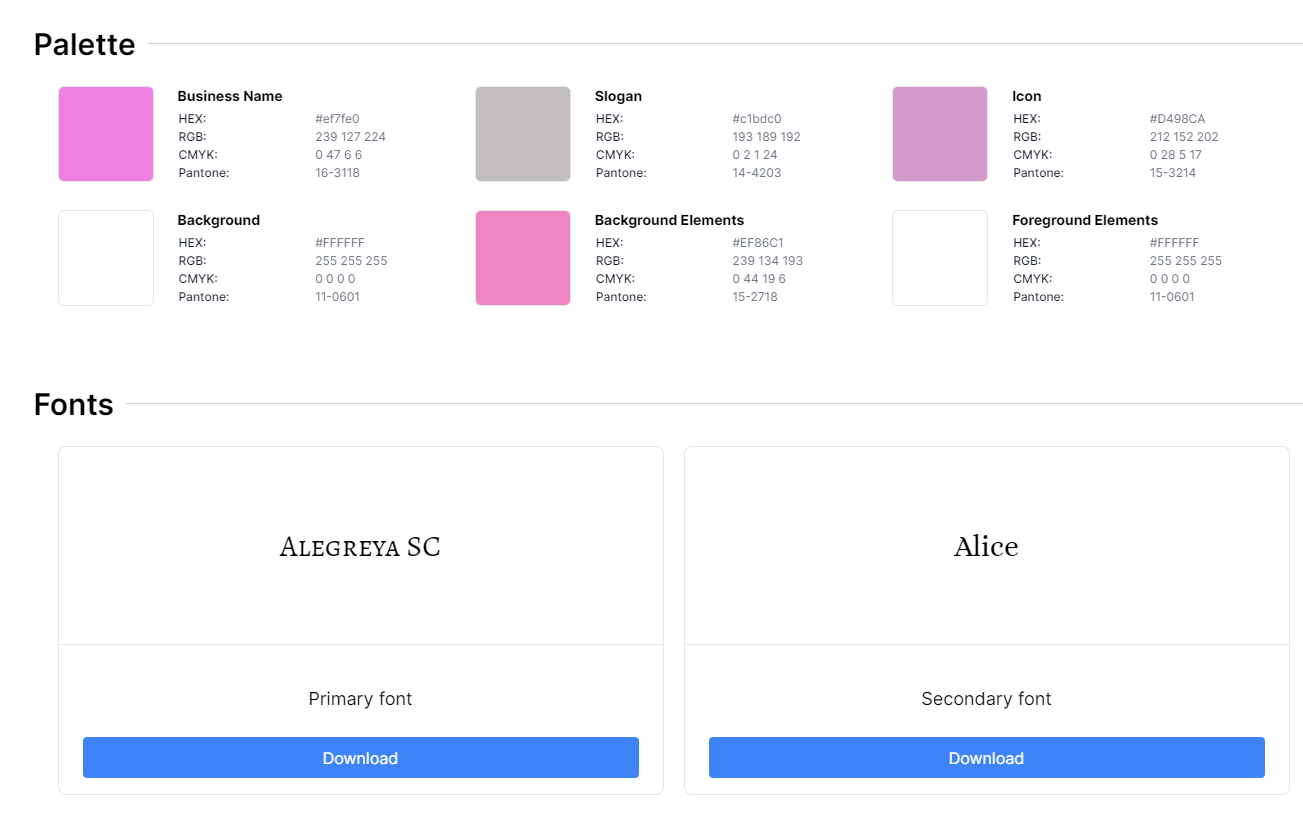 Palette
Business Name
HEX: #ef7fe0
RGB: 239 127 224
CMYK: 0 47 6 6
Pantone: 16-3118
Slogan
HEX: #c1bdc0
RGB: 193 189 192
CMYK: 0 2 1 24
Pantone: 14-4203
Icon
HEX: #D498CA
RGB: 212 152 202
CMYK: 0 28 5 17
Pantone: 15-3214
Background
HEX: #FFFFFF
RGB: 255 255 255
CMYK: 0 0 0 0
Pantone: 11-0601
Background Elements
HEX: #EF86C1
RGB: 239 134 193
CMYK: 0 44 19 6
Pantone: 15-2718
Foreground Elements
HEX: #FFFFFF
RGB: 255 255 255
CMYK: 0 0 0 0
Pantone: 11-0601
Fonts
Alegreya SC
Primary font
Download
Alice
Secondary font
Download